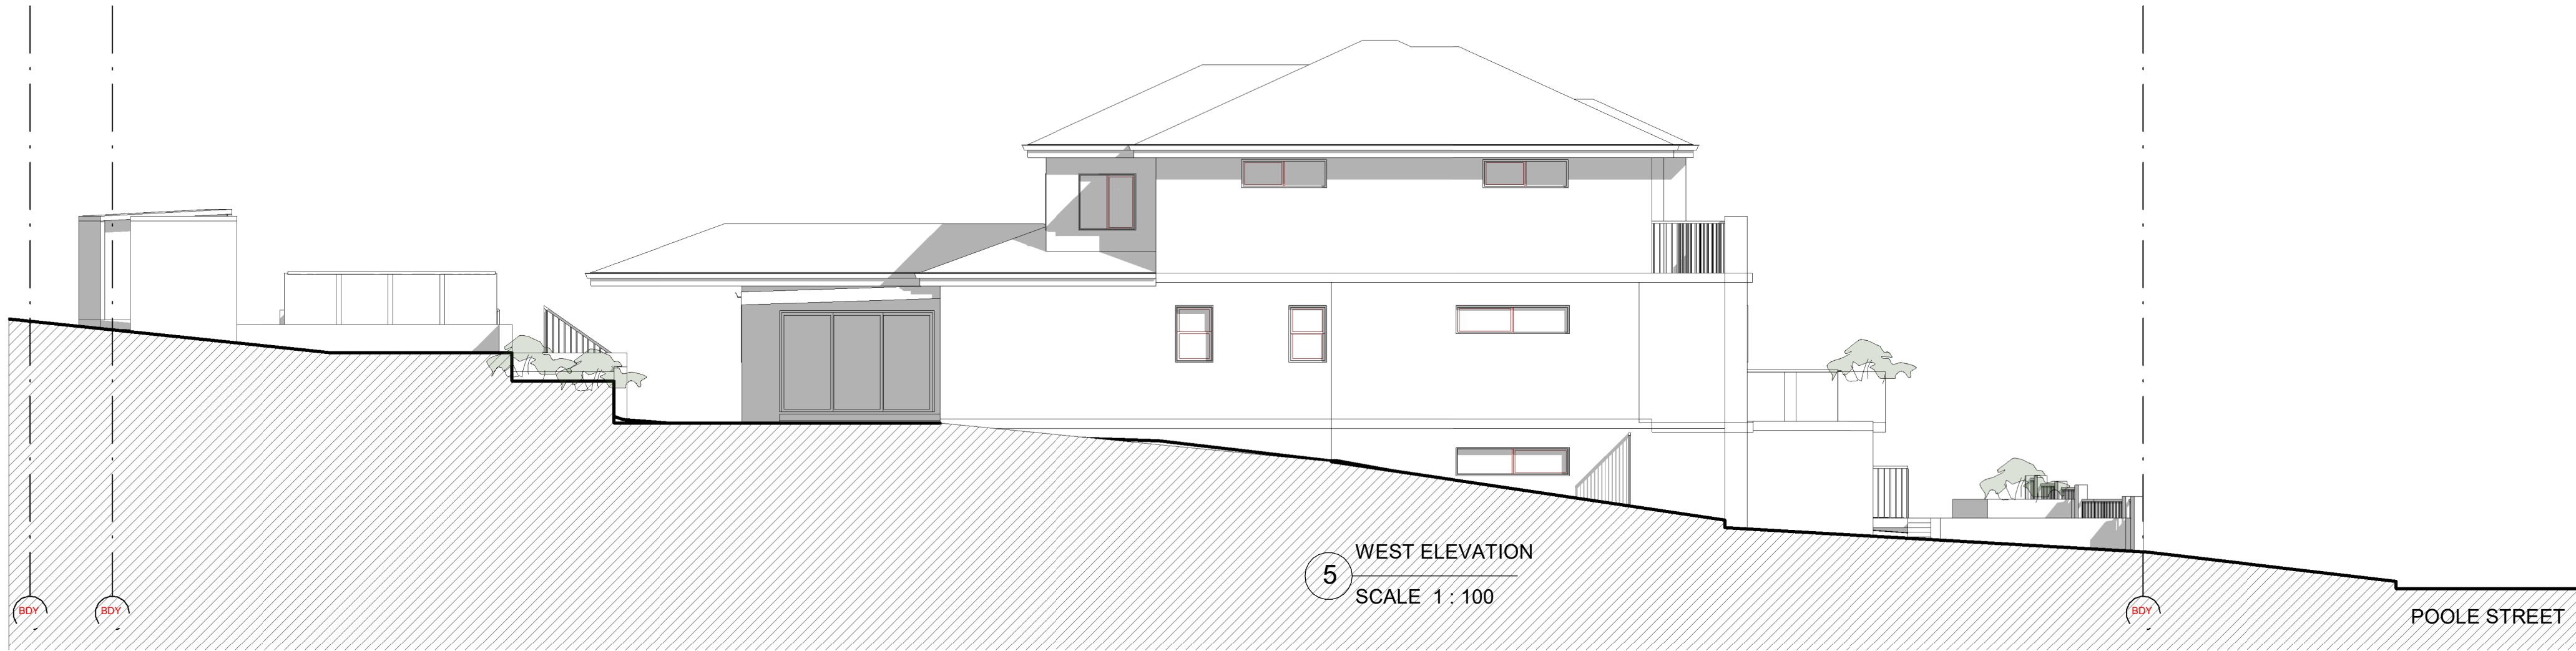 WEST ELEVATION
5
SCALE 1 : 100
BDY
BDY
BDY
POOLE STREET